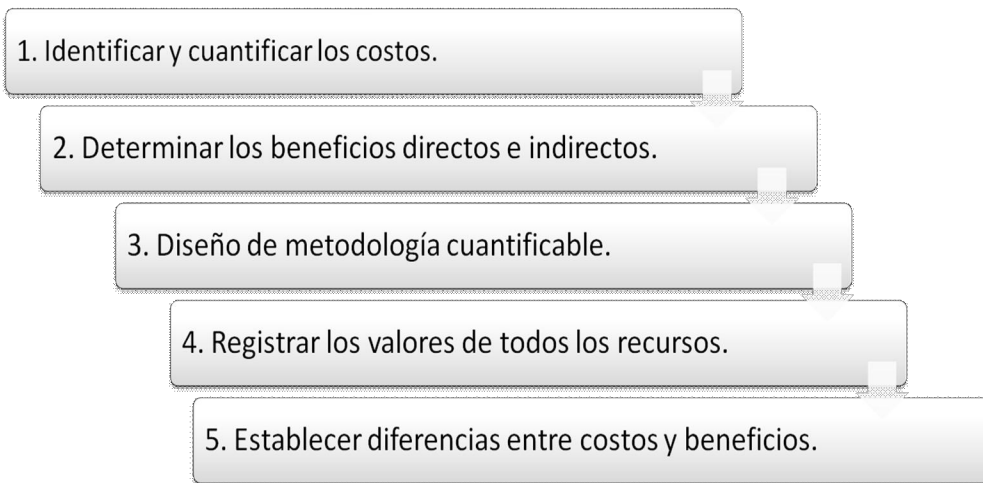 1. Identificar y cuantificar los costos.
2. Determinar los beneficios directos e indirectos.
3. Diseño de metodología cuantificable.
4. Registrar los valores de todos los recursos.
5. Establecer diferencias entre costos y beneficios.